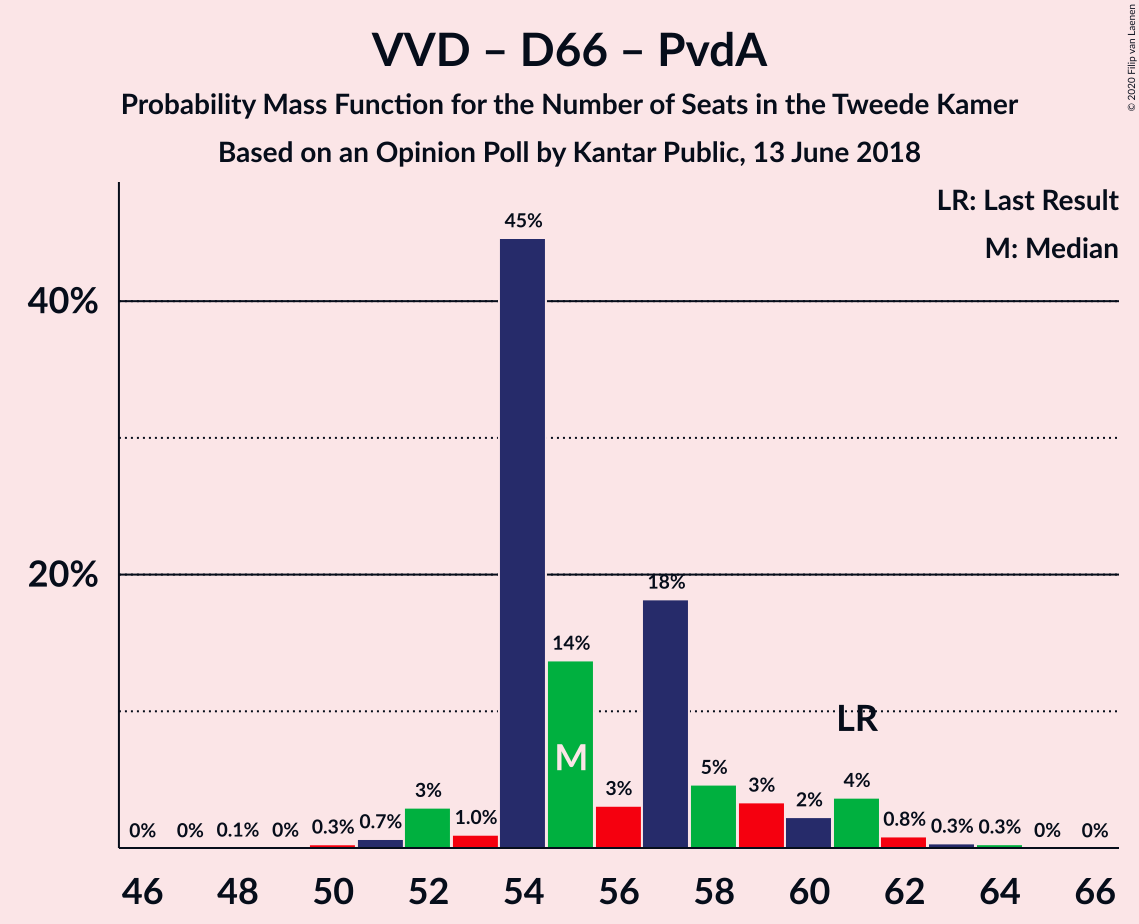 VVD – D66 – PvdA
Probability Mass Function for the Number of Seats in the Tweede Kamer
Based on an Opinion Poll by Kantar Public, 13 June 2018
© 2020 Filip van Laenen
LR: Last Result
M: Median
40%
20%
0% 0% 0.1% 0% 0.3% 0.7% 3% 1.0% 45% 14% 3% 18% 5% 3% 2% 4% 0.8% 0.3% 0.3% 0% 0%
LR
M
46 48 50 52 54 56 58 60 62 64 66